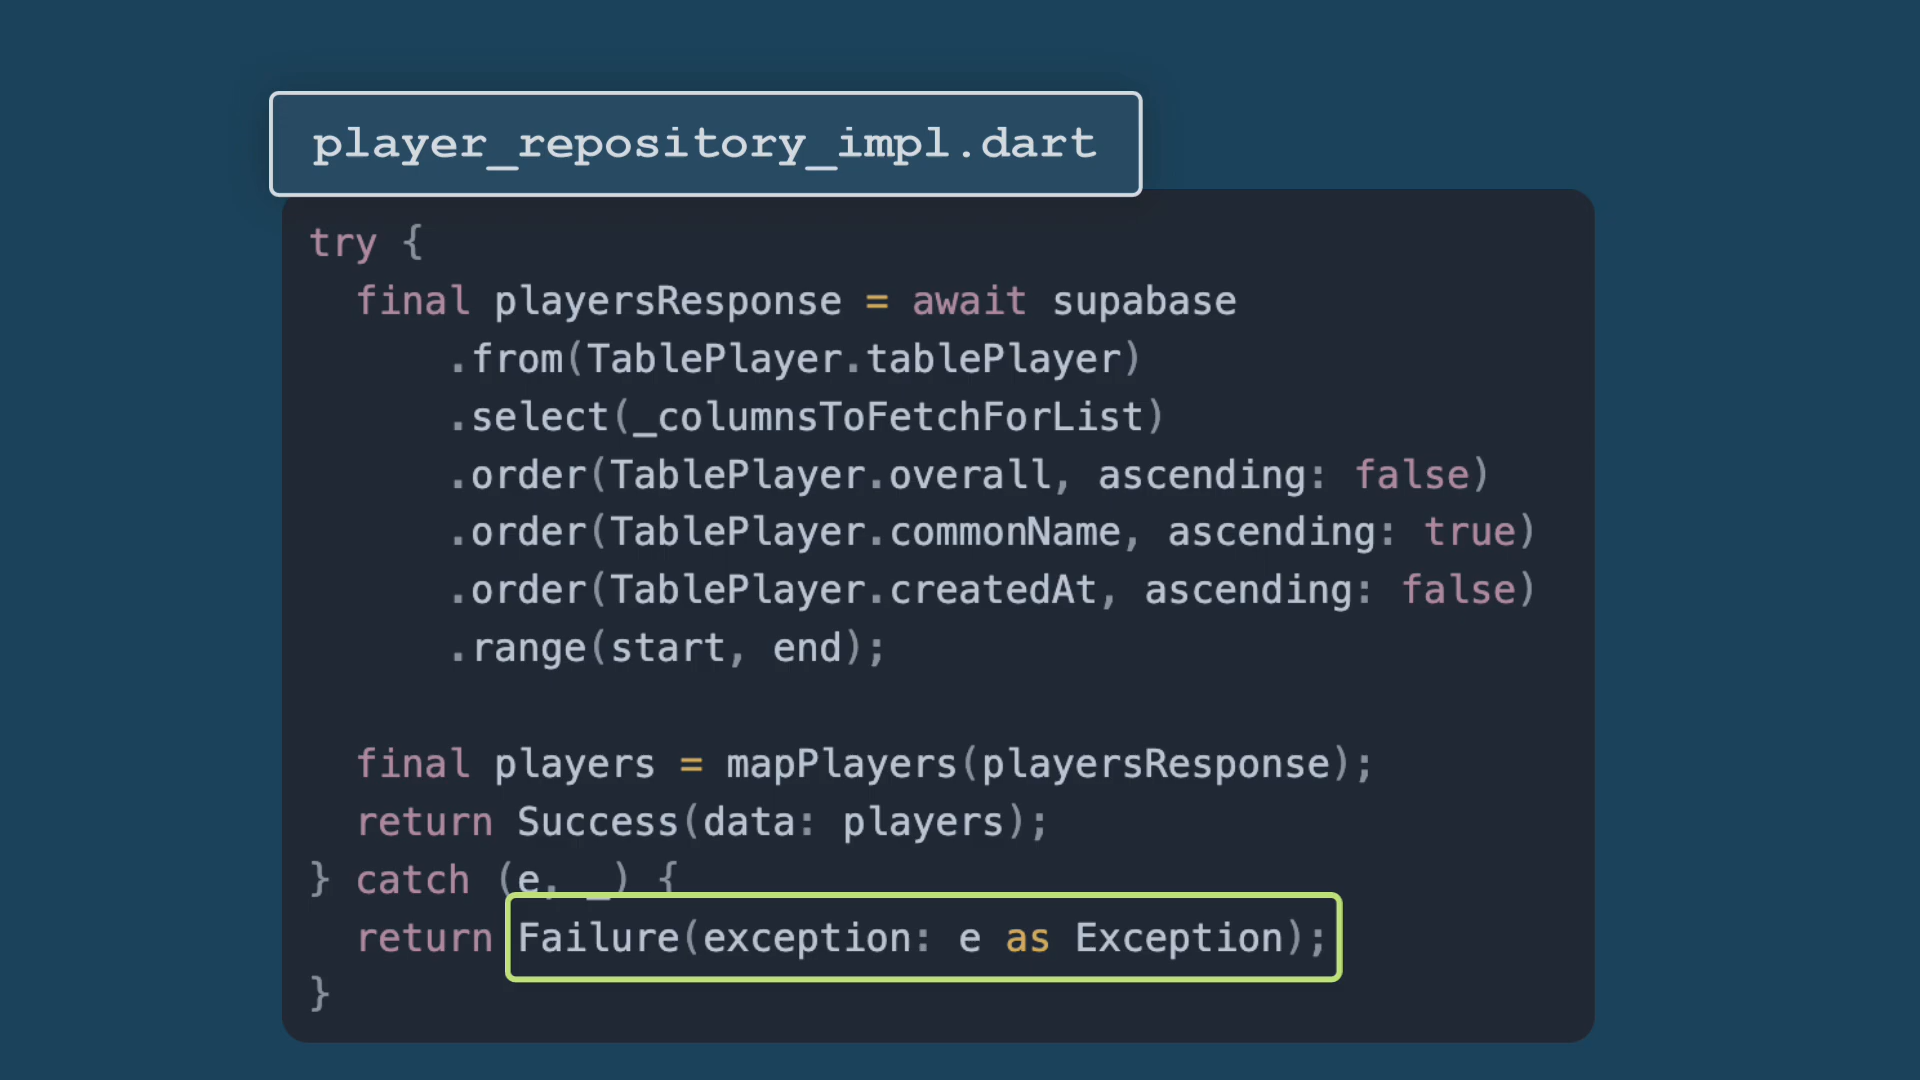 player_repository_impl.dart
try {
  final playersResponse = await supabase
      .from(TablePlayer.tablePlayer)
      .select(_columnsToFetchForList)
      .order(TablePlayer.overall, ascending: false)
      .order(TablePlayer.commonName, ascending: true)
      .order(TablePlayer.createdAt, ascending: false)
      .range(start, end);

  final players = mapPlayers(playersResponse);
  return Success(data: players);
} catch (e, _) {
  return Failure(exception: e as Exception);
}